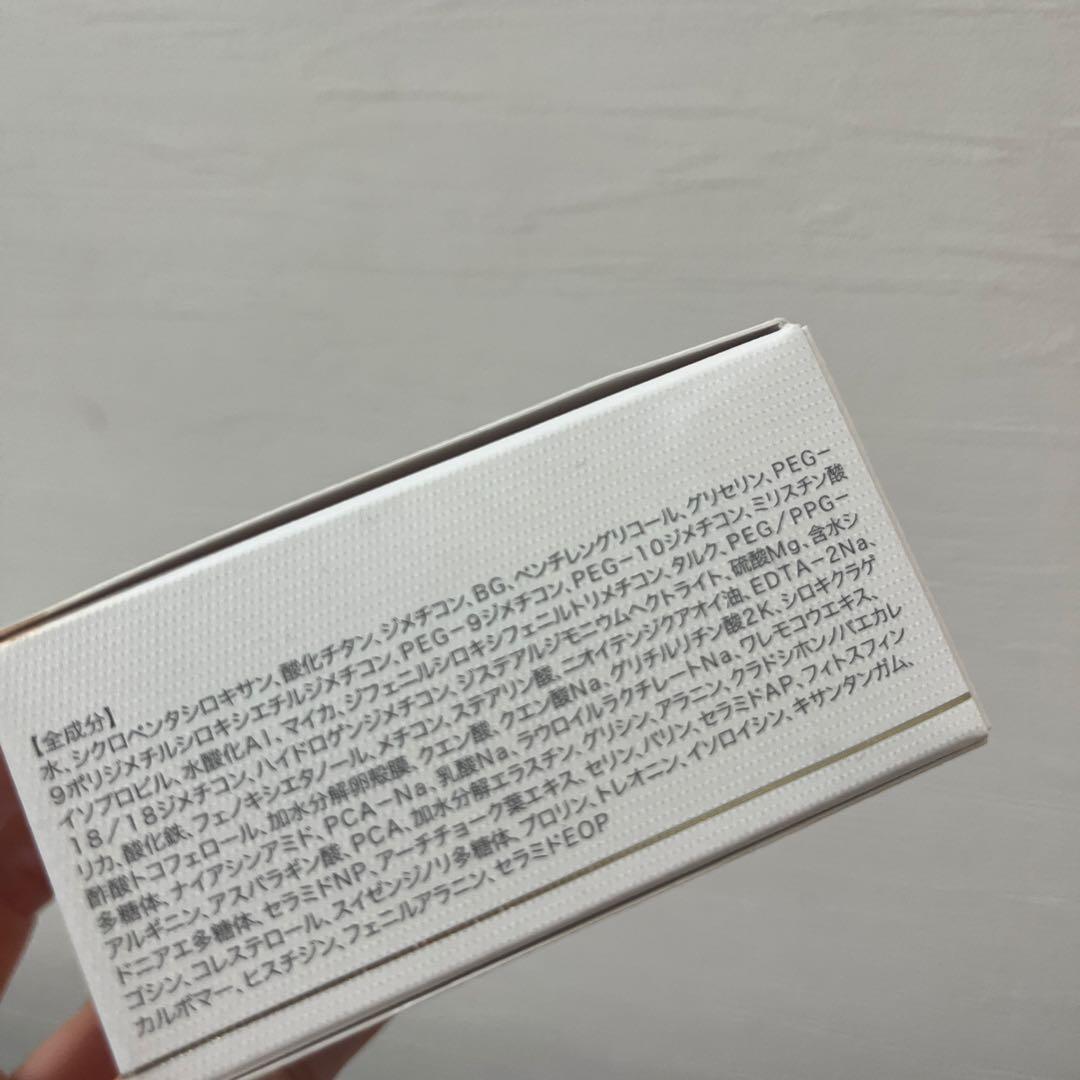 【全成分】
水、シクロペンタシロキサン、酸化チタン、ジメチコン、BG、ペンチレングリコール、グリセリン、PEG-
9ポリジメチルシロキシエチルジメチコン、PEG-9ジメチコン、PEG-10ジメチコン、ミリスチン酸
イソプロピル、水酸化Al、マイカ、ジフェニルシロキシフェニルトリメチコン、タルク、PEG/PPG-
18/18ジメチコン、ハイドロゲンジメチコン、ジステアルジモニウムヘクトライト、硫酸Mg、含水シ
リカ、酸化鉄、フェノキシエタノール、メチコン、ステアリン酸、ニオイテンジクアオイ油、EDTA-2Na、
酢酸トコフェロール、加水分解卵殻膜、クエン酸、クエン酸Na、グリチルリチン酸2K、シロキクラゲ
多糖体、ナイアシンアミド、PCA-Na、乳酸Na、ラウロイルラクチレートNa、ワレモコウエキス、
アルギニン、アスパラギン酸、PCA、加水分解エラスチン、グリシン、アラニン、クラドシホンノバエカレ
ドニアエ多糖体、セラミドNP、アーチチョーク葉エキス、セリン、バリン、セラミドAP、フィトスフィン
ゴシン、コレステロール、スイゼンジノリ多糖体、プロリン、トレオニン、イソロイシン、キサンタンガム、
カルボマー、ヒスチジン、フェニルアラニン、セラミドEOP